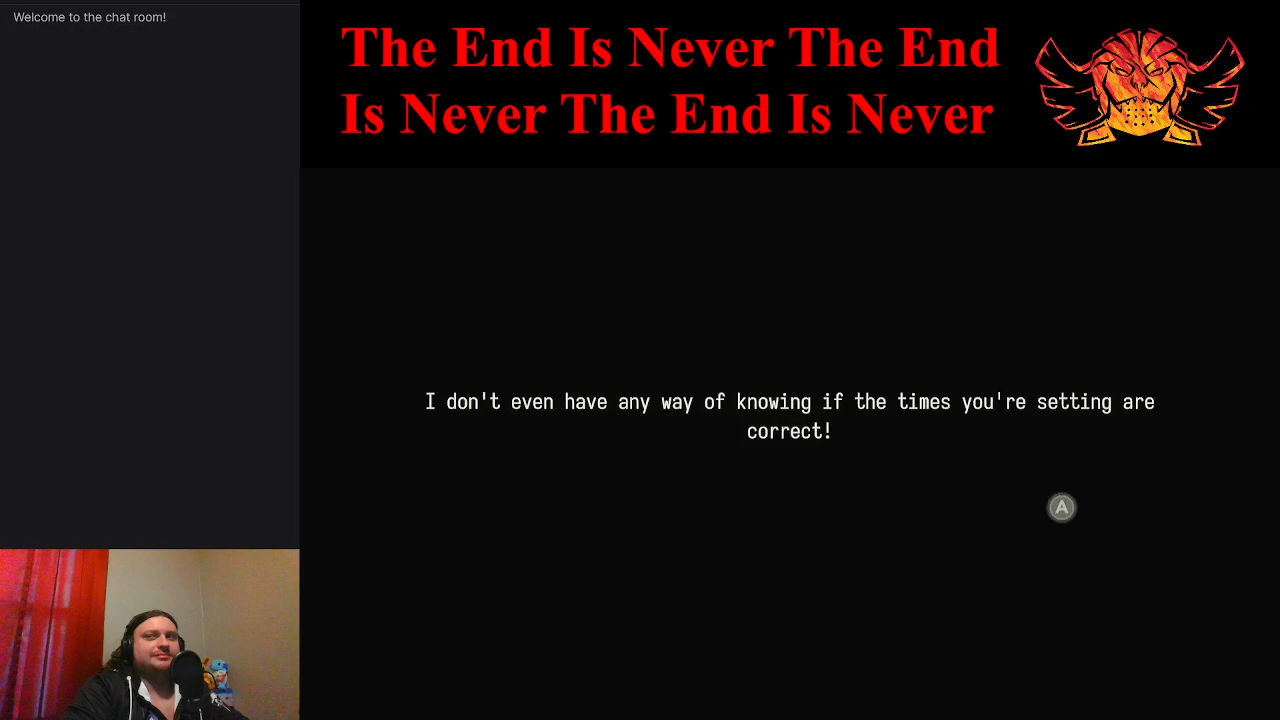 Welcome to the chat room!
The End Is Never The End
Is Never The End Is Never
I don't even have any way of knowing if the times you're setting are
correct!
A